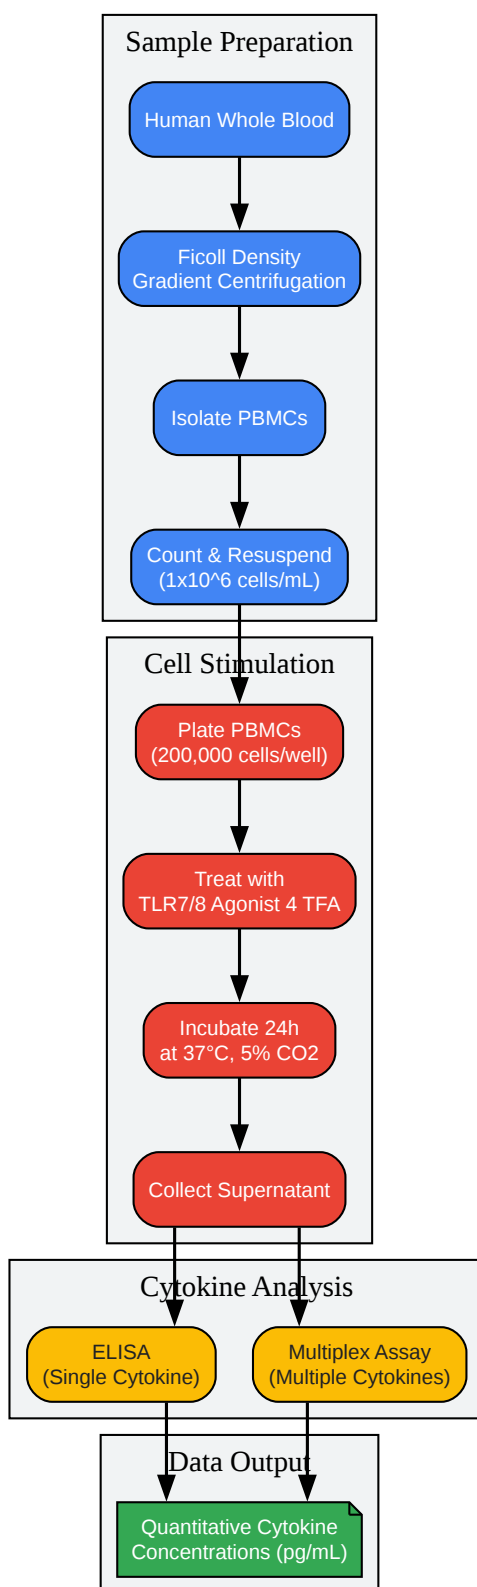 Sample Preparation
Human Whole Blood
Ficoll Density
Gradient Centrifugation
Isolate PBMCs
Count & Resuspend
(1x10^6 cells/mL)
Cell Stimulation
Plate PBMCs
(200,000 cells/well)
Treat with
TLR7/8 Agonist 4 TFA
Incubate 24h
at 37°C, 5% CO2
Collect Supernatant
Cytokine Analysis
ELISA
(Single Cytokine)
Multiplex Assay
(Multiple Cytokines)
Data Output
Quantitative Cytokine
Concentrations (pg/mL)